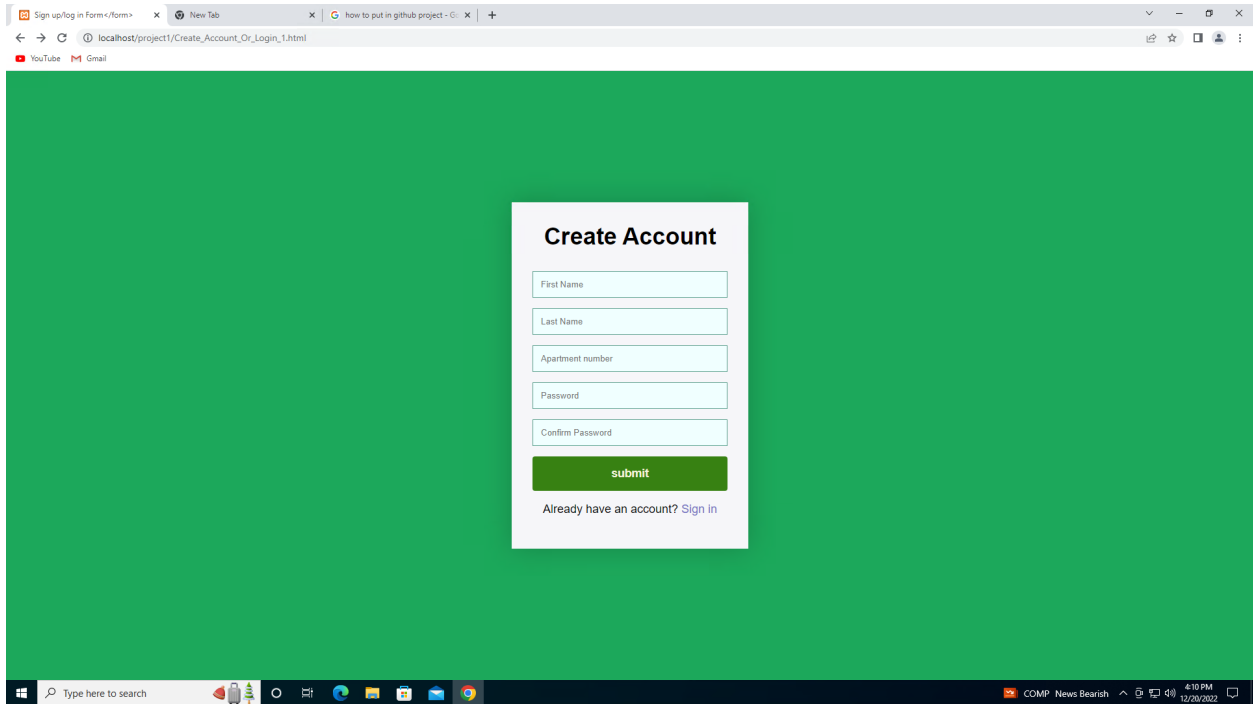 Sign up/log in Form</form>
New Tab
G how to put in github project - Go
localhost/project1/Create_Account_Or_Login_1.html
YouTube
Gmail
Create Account
First Name
Last Name
Apartment number
Password
Confirm Password
submit
Already have an account? Sign in
Type here to search
COMP News Bearish
4:10 PM
12/20/2022